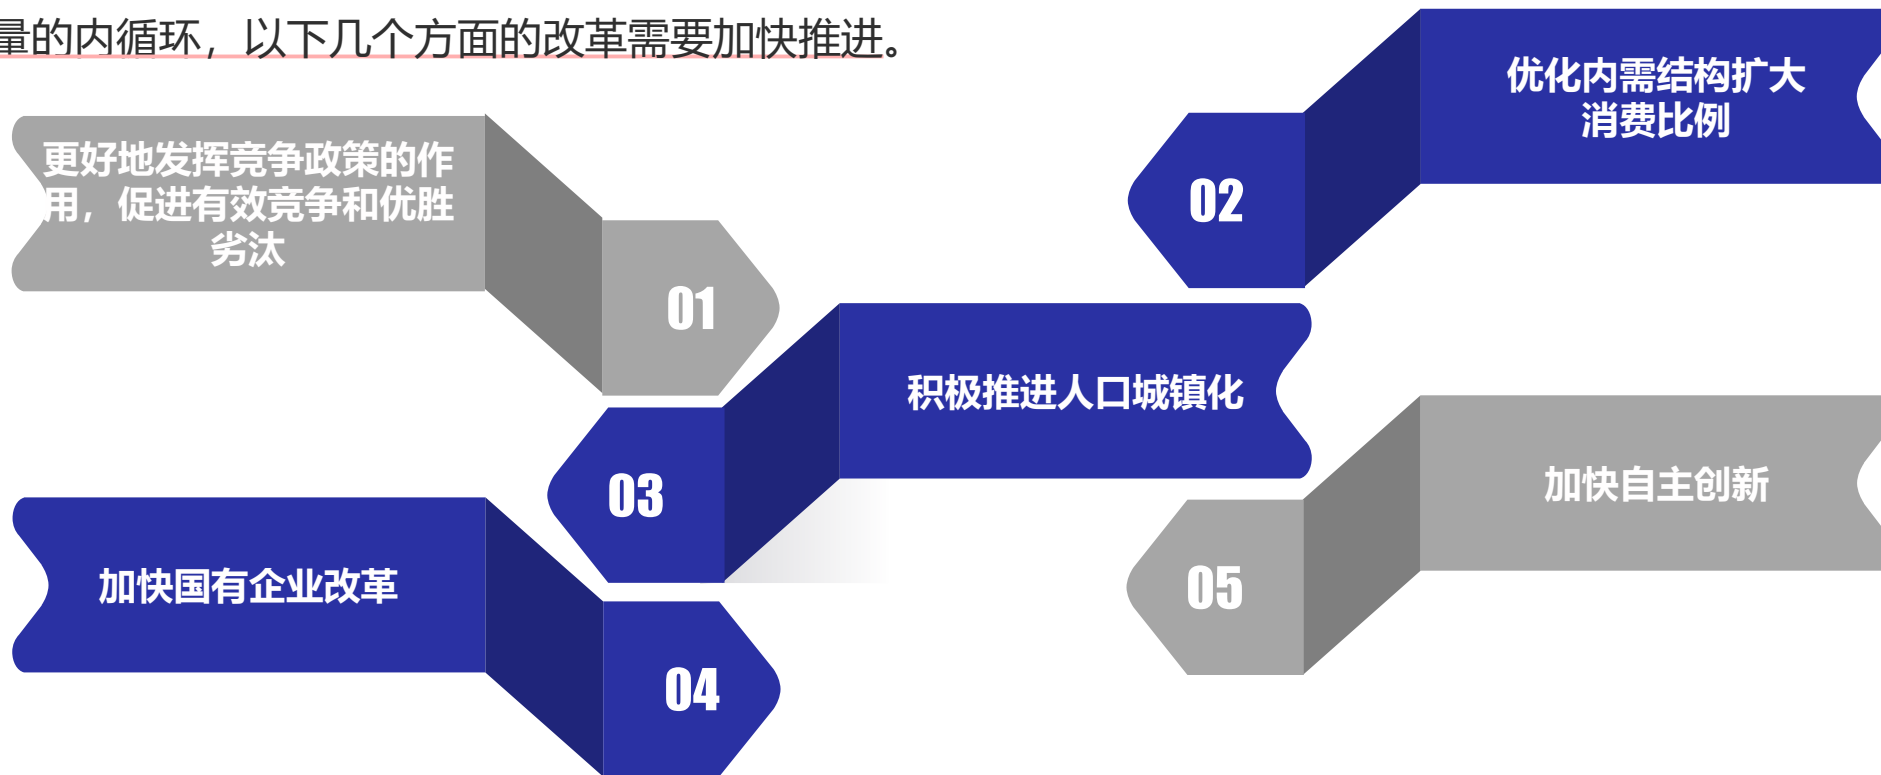 量的内循环，以下几个方面的改革需要加快推进。
更好地发挥竞争政策的作
用，促进有效竞争和优胜
劣汰
01
优化内需结构扩大
消费比例
02
积极推进人口城镇化
03
加快国有企业改革
04
加快自主创新
05